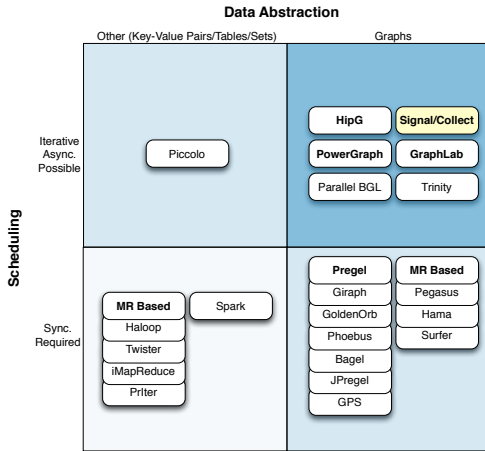 Data Abstraction
Other (Key-Value Pairs/Tables/Sets)
Graphs
Scheduling
Iterative
Async.
Possible
Piccolo
HipG
Signal/Collect
PowerGraph
GraphLab
Parallel BGL
Trinity
Sync.
Required
MR Based
Spark
Haloop
Twister
iMapReduce
PrIter
Pregel
Giraph
GoldenOrb
Phoebus
Bagel
JPregel
GPS
MR Based
Pegasus
Hama
Surfer